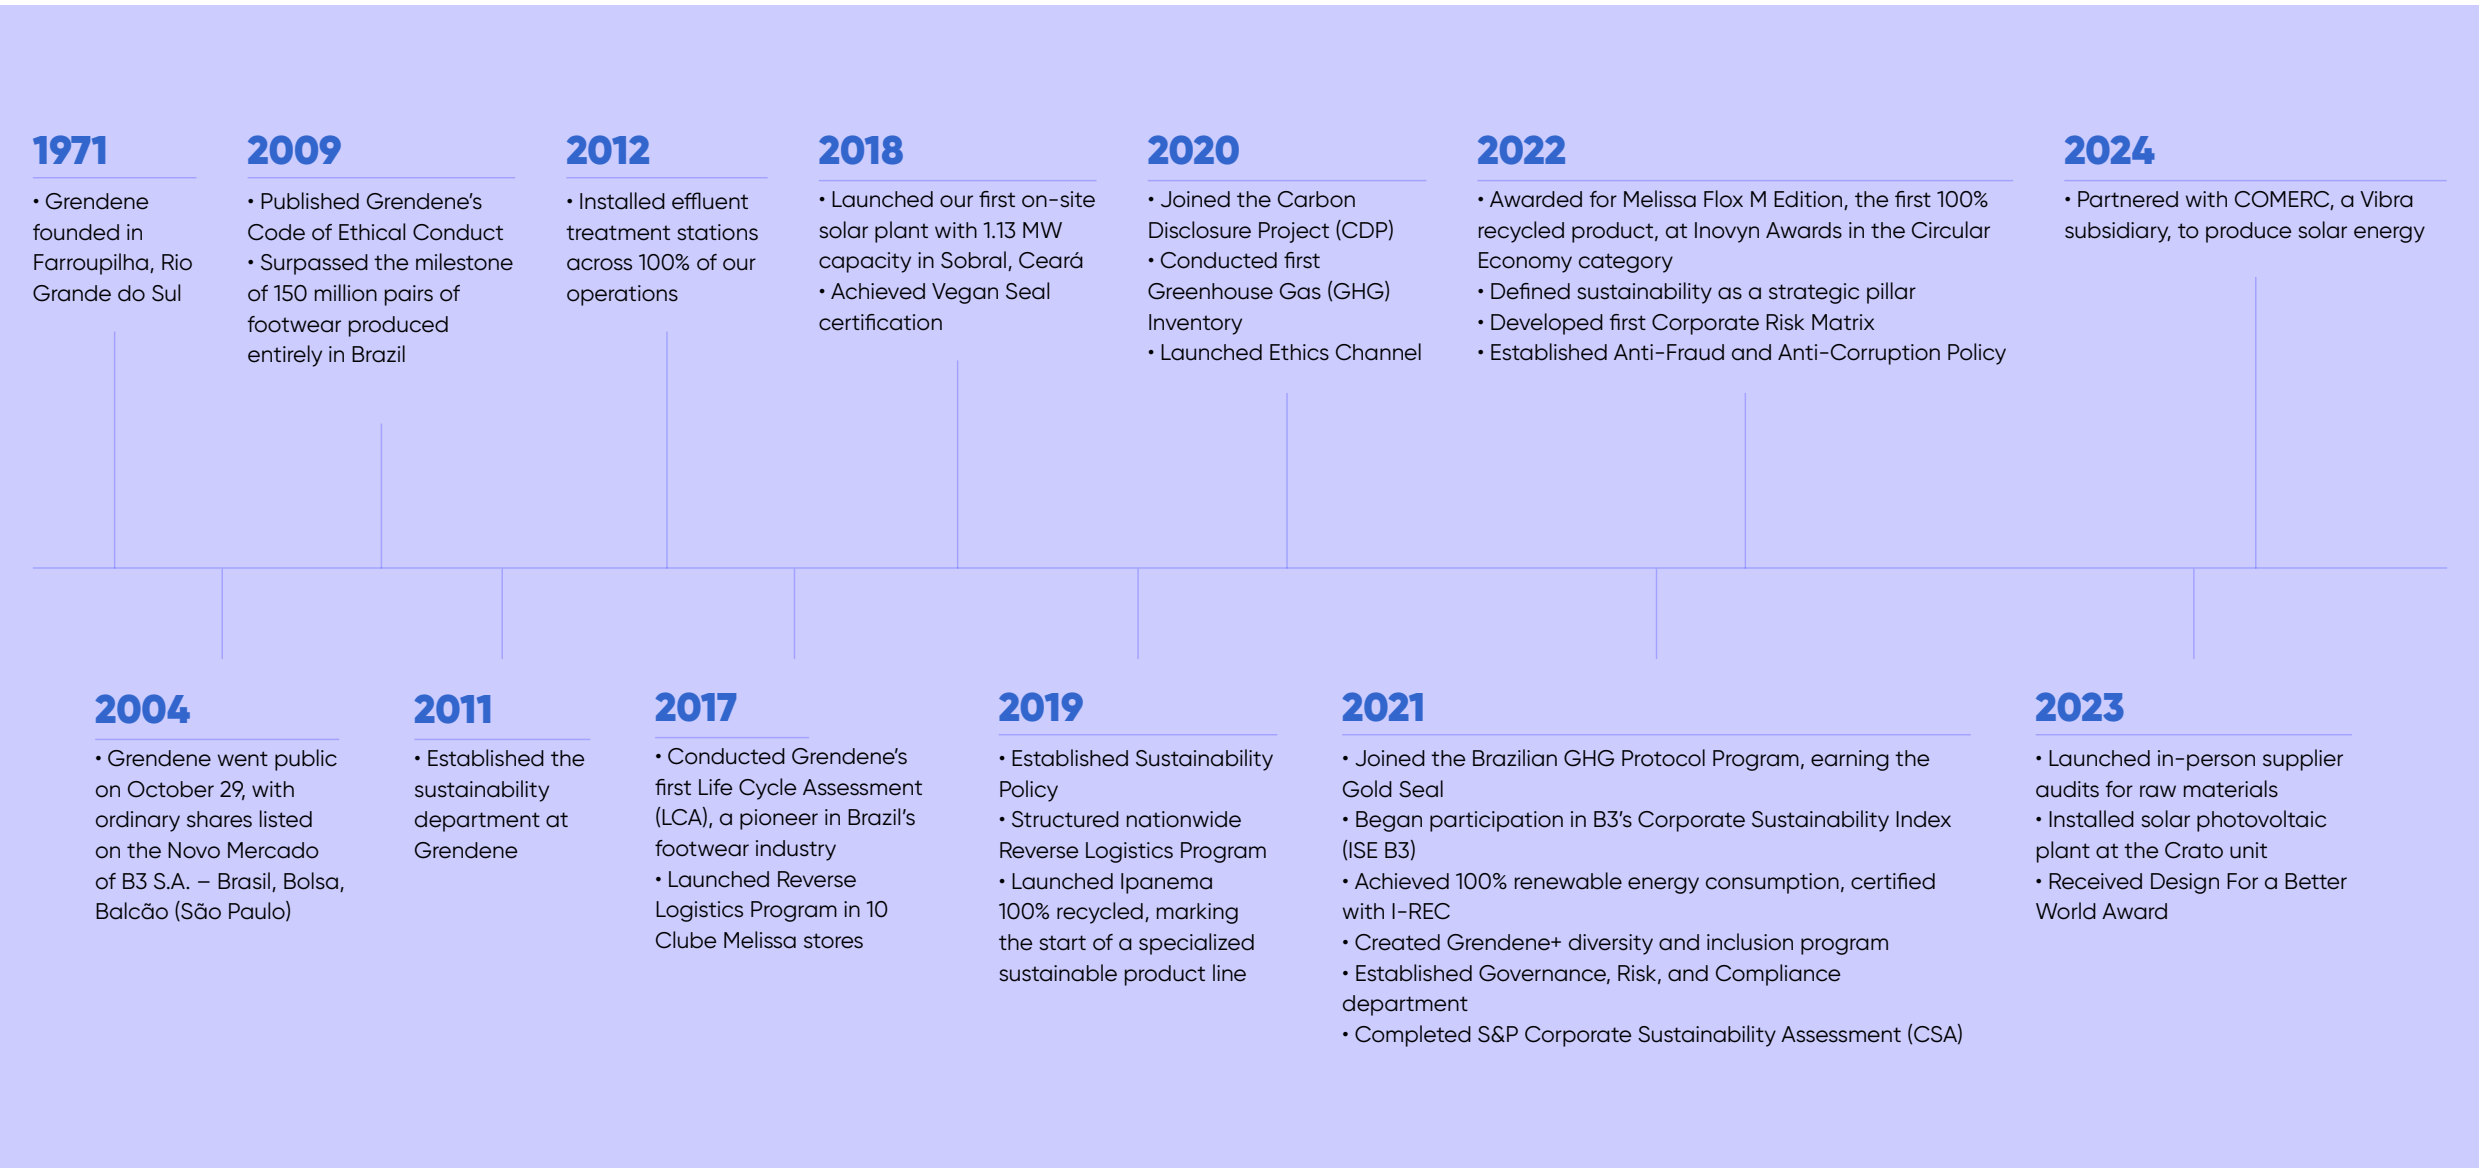 1971
• Grendene
founded in
Farroupilha, Rio
Grande do Sul
2009
• Published Grendene’s
Code of Ethical Conduct
• Surpassed the milestone
of 150 million pairs of
footwear produced
entirely in Brazil
2012
• Installed effluent
treatment stations
across 100% of our
operations
2018
• Launched our first on-site
solar plant with 1.13 MW
capacity in Sobral, Ceará
• Achieved Vegan Seal
certification
2020
• Joined the Carbon
Disclosure Project (CDP)
• Conducted first
Greenhouse Gas (GHG)
Inventory
• Launched Ethics Channel
2022
• Awarded for Melissa Flox M Edition, the first 100%
recycled product, at Inovyn Awards in the Circular
Economy category
• Defined sustainability as a strategic pillar
• Developed first Corporate Risk Matrix
• Established Anti-Fraud and Anti-Corruption Policy
2024
• Partnered with COMERC, a Vibra
subsidiary, to produce solar energy
2004
• Grendene went public
on October 29, with
ordinary shares listed
on the Novo Mercado
of B3 S.A. – Brasil, Bolsa,
Balcão (São Paulo)
2011
• Established the
sustainability
department at
Grendene
2017
• Conducted Grendene’s
first Life Cycle Assessment
(LCA), a pioneer in Brazil’s
footwear industry
• Launched Reverse
Logistics Program in 10
Clube Melissa stores
2019
• Established Sustainability
Policy
• Structured nationwide
Reverse Logistics Program
• Launched Ipanema
100% recycled, marking
the start of a specialized
sustainable product line
2021
• Joined the Brazilian GHG Protocol Program, earning the
Gold Seal
• Began participation in B3’s Corporate Sustainability Index
(ISE B3)
• Achieved 100% renewable energy consumption, certified
with I-REC
• Created Grendene+ diversity and inclusion program
• Established Governance, Risk, and Compliance
department
• Completed S&P Corporate Sustainability Assessment (CSA)
2023
• Launched in-person supplier
audits for raw materials
• Installed solar photovoltaic
plant at the Crato unit
• Received Design For a Better
World Award